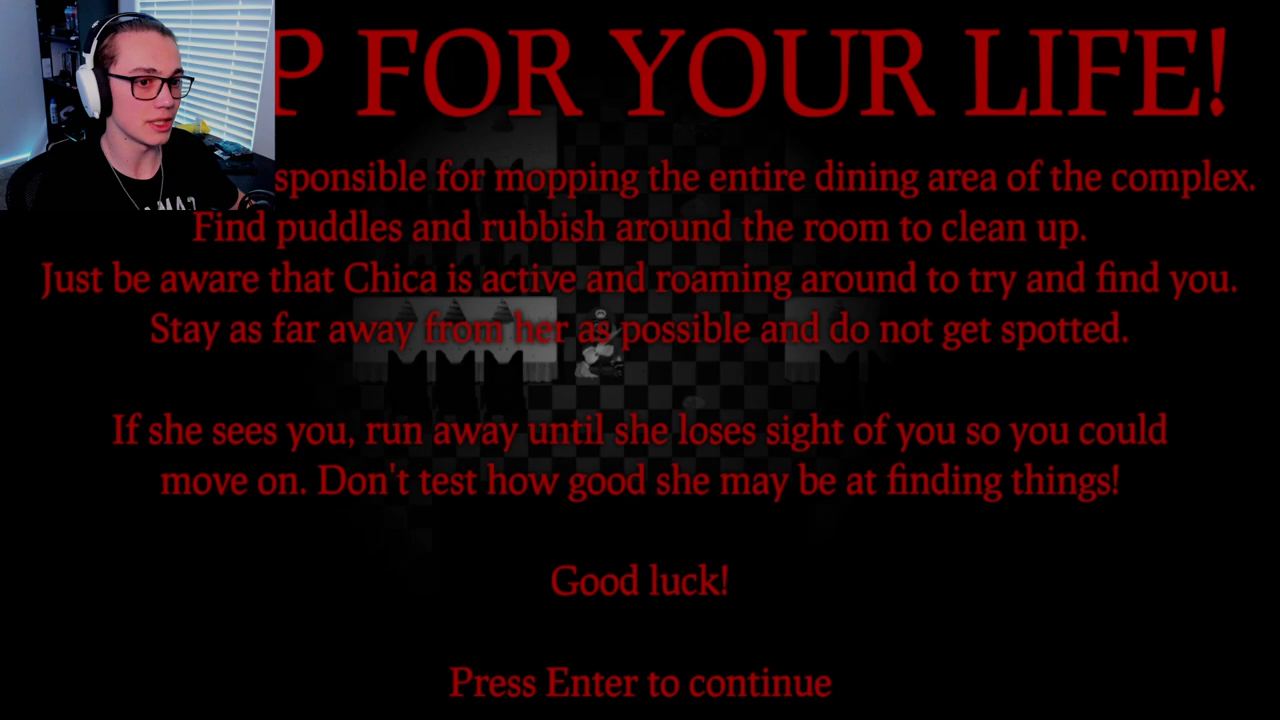 P FOR YOUR LIFE!
sponsible for mopping the entire dining area of the complex.
Find puddles and rubbish around the room to clean up.
Just be aware that Chica is active and roaming around to try and find you.
Stay as far away from her as possible and do not get spotted.
If she sees you, run away until she loses sight of you so you could
move on. Don't test how good she may be at finding things!
Good luck!
Press Enter to continue